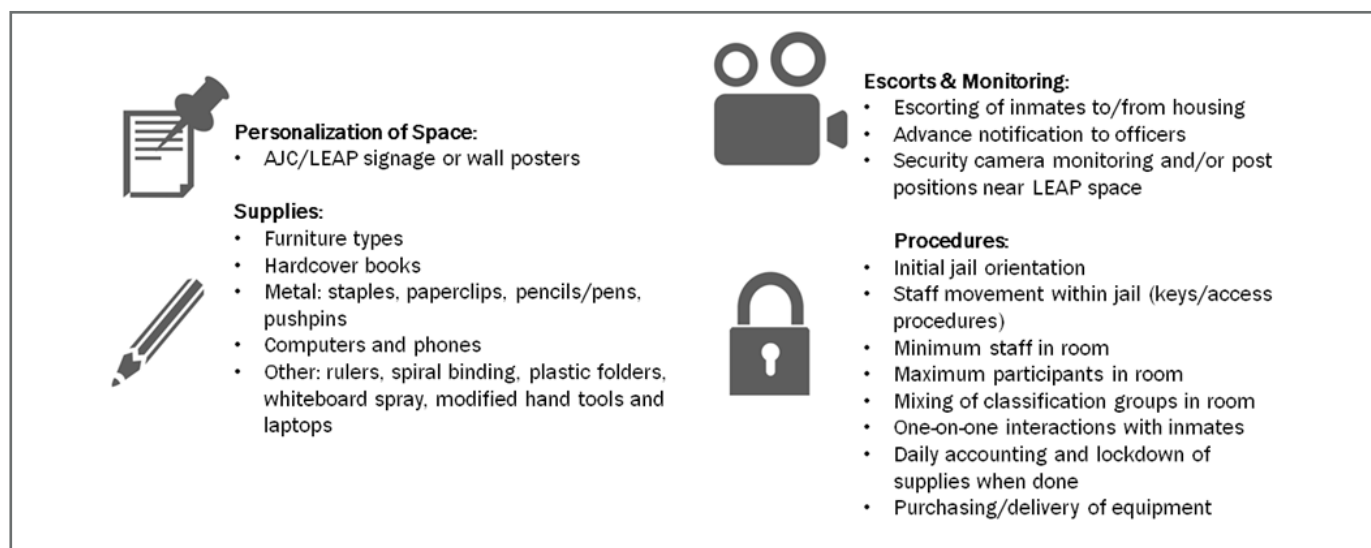 Personalization of Space:
• AJC/LEAP signage or wall posters
Supplies:
• Furniture types
• Hardcover books
• Metal: staples, paperclips, pencils/pens,
pushpins
• Computers and phones
• Other: rulers, spiral binding, plastic folders,
whiteboard spray, modified hand tools and
laptops
Escorts & Monitoring:
• Escorting of inmates to/from housing
• Advance notification to officers
• Security camera monitoring and/or post
positions near LEAP space
Procedures:
• Initial jail orientation
• Staff movement within jail (keys/access
procedures)
• Minimum staff in room
• Maximum participants in room
• Mixing of classification groups in room
• One-on-one interactions with inmates
• Daily accounting and lockdown of
supplies when done
• Purchasing/delivery of equipment